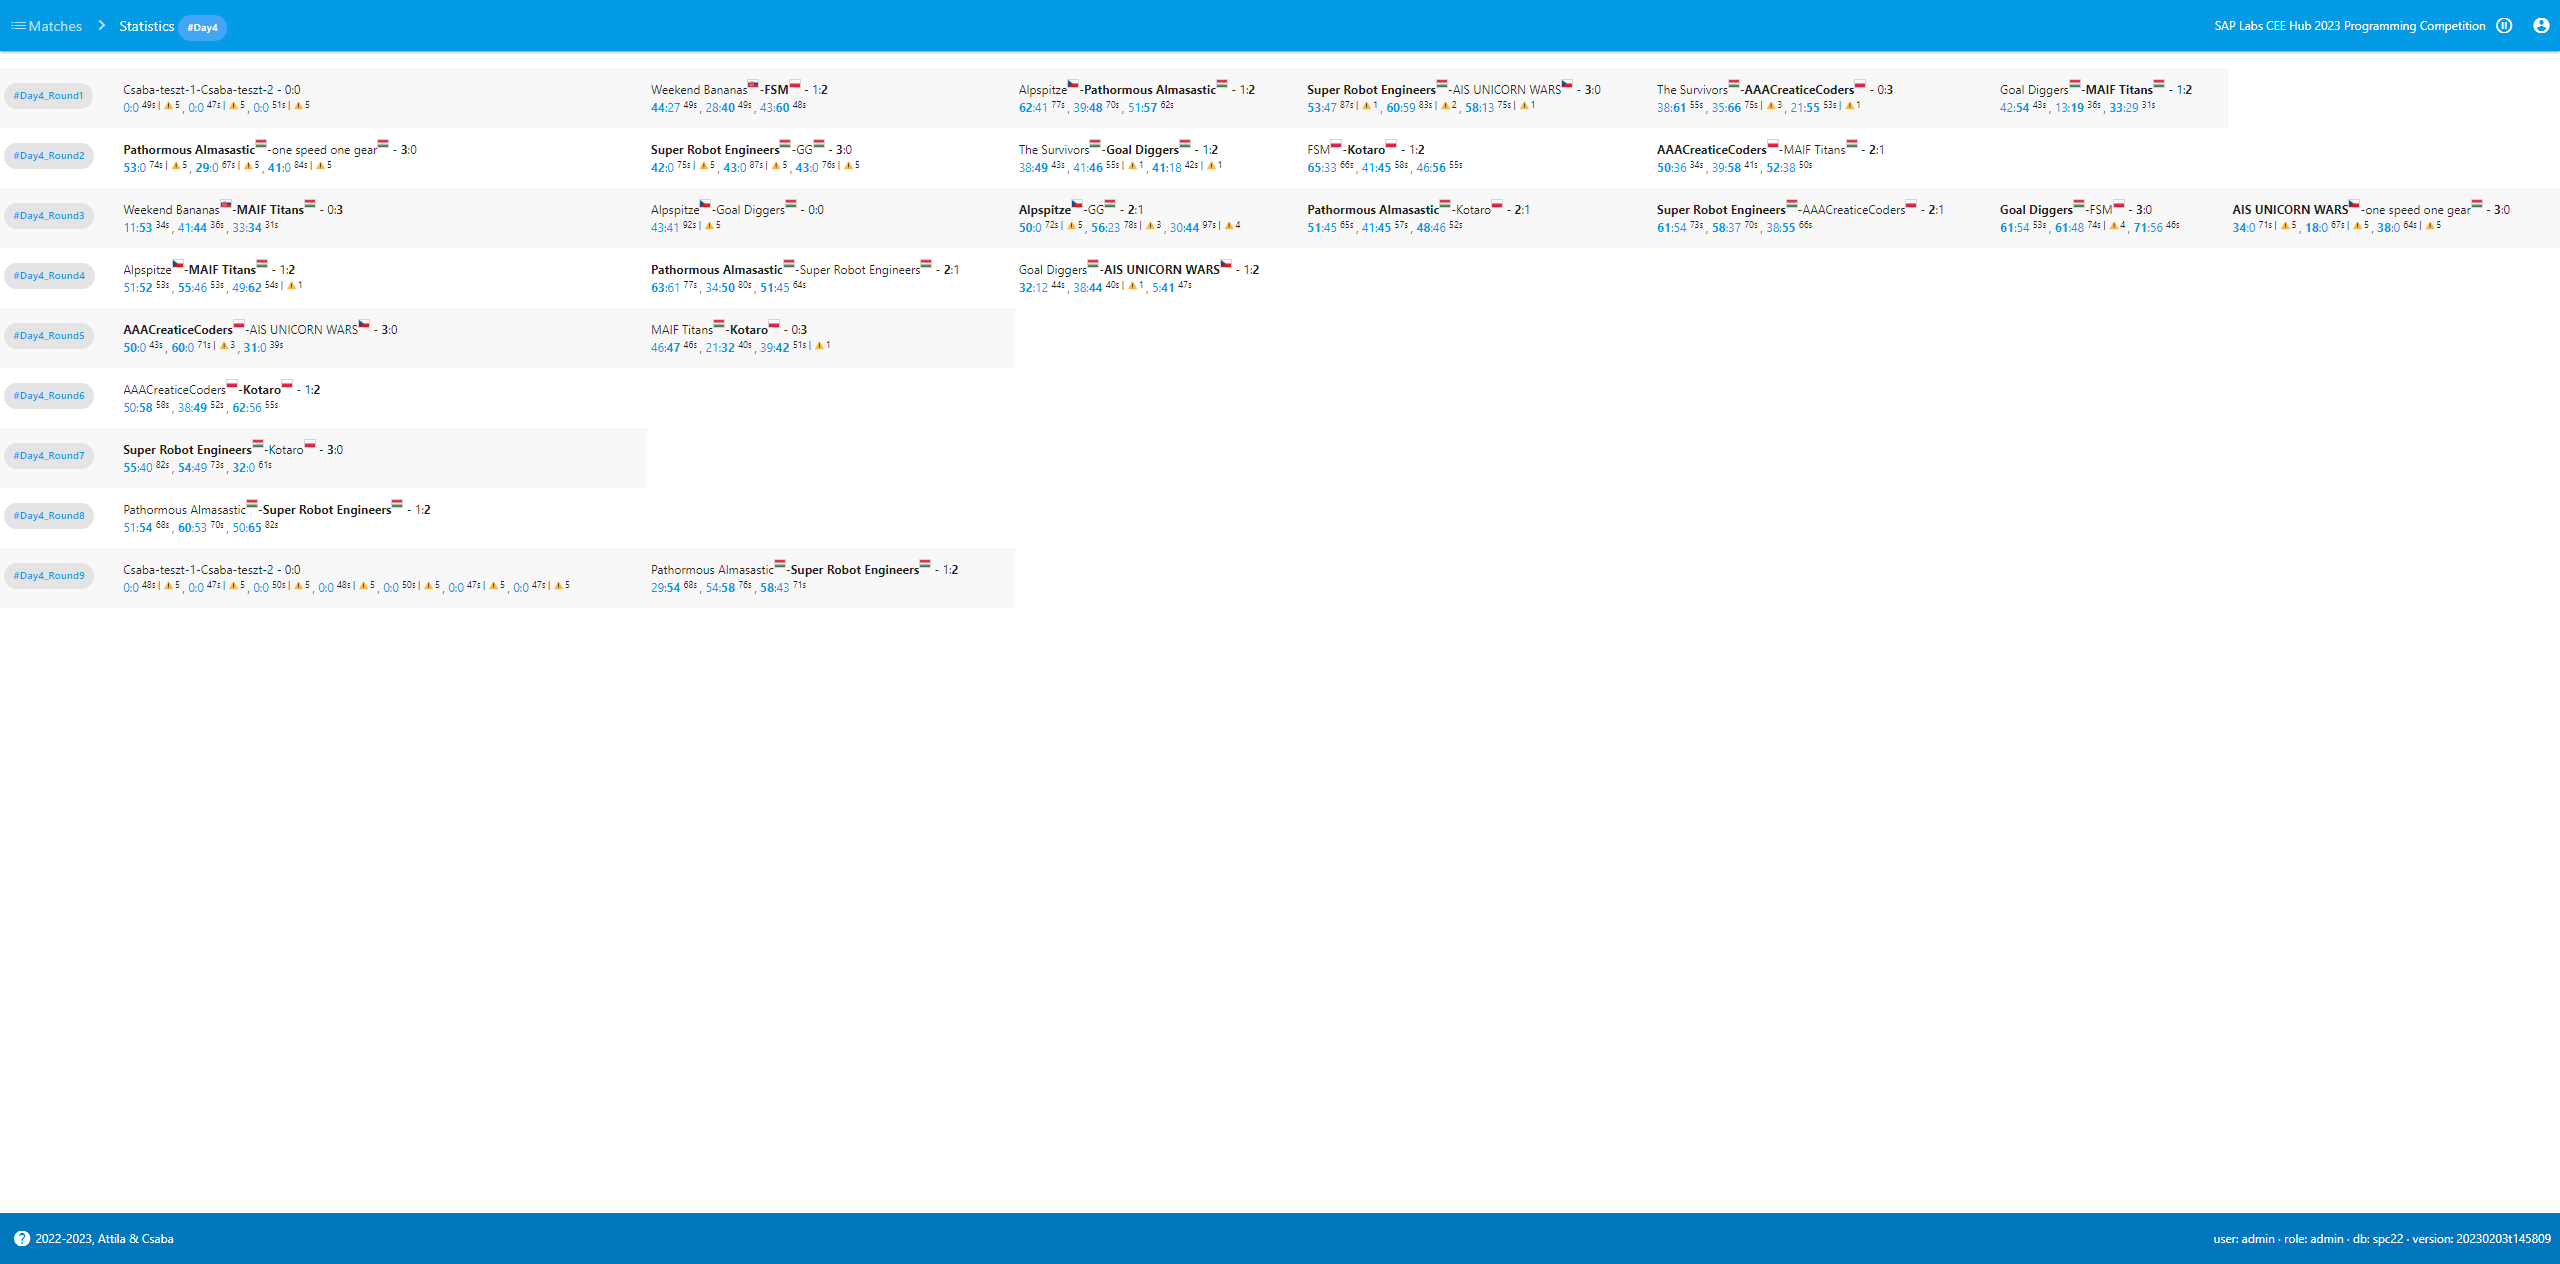 Matches > Statistics #Day4
SAP Labs CEE Hub 2023 Programming Competition
#Day4_Round1
Csaba-teszt-1-Csaba-teszt-2 - 0:0
0:0 49s | ⚠ 5 , 0:0 47s | ⚠ 5 , 0:0 51s | ⚠ 5
Weekend Bananas-FSM - 1:2
44:27 49s , 28:40 49s , 43:60 48s
Alpspitze-Pathormous Almasastic - 1:2
62:41 77s , 39:48 70s , 51:57 62s
Super Robot Engineers-AIS UNICORN WARS - 3:0
53:47 87s | ⚠ 1 , 60:59 83s | ⚠ 2 , 58:13 75s | ⚠ 1
The Survivors-AAACreaticeCoders - 0:3
38:61 55s , 35:66 75s | ⚠ 3 , 21:55 53s | ⚠ 1
Goal Diggers-MAIF Titans - 1:2
42:54 43s , 13:19 36s , 33:29 31s
#Day4_Round2
Pathormous Almasastic-one speed one gear - 3:0
53:0 74s | ⚠ 5 , 29:0 67s | ⚠ 5 , 41:0 84s | ⚠ 5
Super Robot Engineers-GG - 3:0
42:0 75s | ⚠ 5 , 43:0 87s | ⚠ 5 , 43:0 76s | ⚠ 5
The Survivors-Goal Diggers - 1:2
38:49 43s , 41:46 55s | ⚠ 1 , 41:18 42s | ⚠ 1
FSM-Kotaro - 1:2
65:33 66s , 41:45 58s , 46:56 55s
AAACreaticeCoders-MAIF Titans - 2:1
50:36 34s , 39:58 41s , 52:38 50s
#Day4_Round3
Weekend Bananas-MAIF Titans - 0:3
11:53 34s , 41:44 36s , 33:34 31s
Alpspitze-Goal Diggers - 0:0
43:41 92s | ⚠ 5
Alpspitze-GG - 2:1
50:0 72s | ⚠ 5 , 56:23 78s | ⚠ 3 , 30:44 97s | ⚠ 4
Pathormous Almasastic-Kotaro - 2:1
51:45 65s , 41:45 57s , 48:46 52s
Super Robot Engineers-AAACreaticeCoders - 2:1
61:54 73s , 58:37 70s , 38:55 66s
Goal Diggers-FSM - 3:0
61:54 53s , 61:48 74s | ⚠ 4 , 71:56 46s
AIS UNICORN WARS-one speed one gear - 3:0
34:0 71s | ⚠ 5 , 18:0 67s | ⚠ 5 , 38:0 64s | ⚠ 5
#Day4_Round4
Alpspitze-MAIF Titans - 1:2
51:52 53s , 55:46 53s , 49:62 54s | ⚠ 1
Pathormous Almasastic-Super Robot Engineers - 2:1
63:61 77s , 34:50 80s , 51:45 64s
Goal Diggers-AIS UNICORN WARS - 1:2
32:12 44s , 38:44 40s | ⚠ 1 , 5:41 47s
#Day4_Round5
AAACreaticeCoders-AIS UNICORN WARS - 3:0
50:0 43s , 60:0 71s | ⚠ 3 , 31:0 39s
MAIF Titans-Kotaro - 0:3
46:47 46s , 21:32 40s , 39:42 51s | ⚠ 1
#Day4_Round6
AAACreaticeCoders-Kotaro - 1:2
50:58 58s , 38:49 52s , 62:56 55s
#Day4_Round7
Super Robot Engineers-Kotaro - 3:0
55:40 82s , 54:49 73s , 32:0 61s
#Day4_Round8
Pathormous Almasastic-Super Robot Engineers - 1:2
51:54 68s , 60:53 70s , 50:65 82s
#Day4_Round9
Csaba-teszt-1-Csaba-teszt-2 - 0:0
0:0 48s | ⚠ 5 , 0:0 47s | ⚠ 5 , 0:0 50s | ⚠ 5 , 0:0 48s | ⚠ 5 , 0:0 50s | ⚠ 5 , 0:0 47s | ⚠ 5 , 0:0 47s | ⚠ 5
Pathormous Almasastic-Super Robot Engineers - 1:2
29:54 68s , 54:58 76s , 58:43 71s
2022-2023, Attila & Csaba
user: admin · role: admin · db: spc22 · version: 20230203t145809